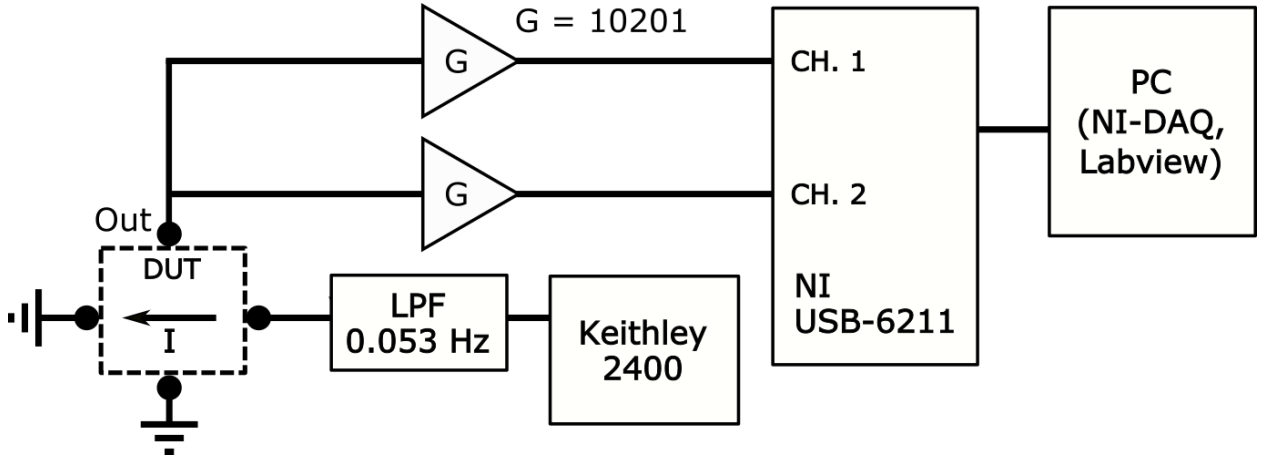 G = 10201
G
CH. 1
PC
(NI-DAQ,
Labview)
G
CH. 2
Out
DUT
I
LPF
0.053 Hz
Keithley
2400
NI
USB-6211